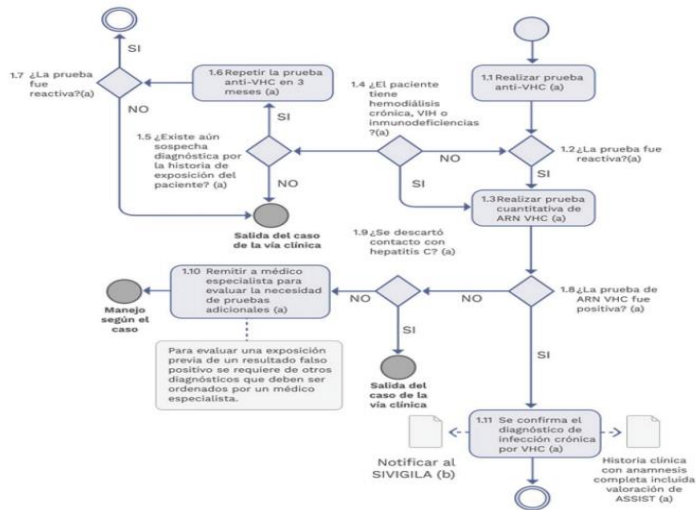 SI
1.7 ¿La prueba
fue
reactiva?(a)
NO
1.6 Repetir la prueba
anti-VHC en 3
meses (a)
SI
1.5 ¿Existe aún
sospecha
diagnóstica por
la historia de
exposición del
paciente? (a)
NO
Salida del caso
de la vía clínica
1.4 ¿El paciente
tiene
hemodiálisis
crónica, VIH o
inmunodeficiencias
?(a)
NO
SI
1.1 Realizar prueba
anti-VHC (a)
1.2 ¿La prueba fue
reactiva?(a)
SI
1.3 Realizar prueba
cuantitativa de
ARN VHC (a)
1.9 ¿Se descartó
contacto con
hepatitis C? (a)
1.8 ¿La prueba de
ARN VHC fue
positiva? (a)
NO
SI
NO
SI
Salida del
caso de la
vía clínica
1.10 Remitir a médico
especialista para
evaluar la necesidad
de pruebas
adicionales (a)
Manejo
según el
caso
Para evaluar una exposición
previa de un resultado falso
positivo se requiere de otros
diagnósticos que deben ser
ordenados por un médico
especialista.
1.11 Se confirma el
diagnóstico de
infección crónica
por VHC (a)
Notificar al
SIVIGILA (b)
Historia clínica
con anamnesis
completa incluida
valoración de
ASSIST (a)